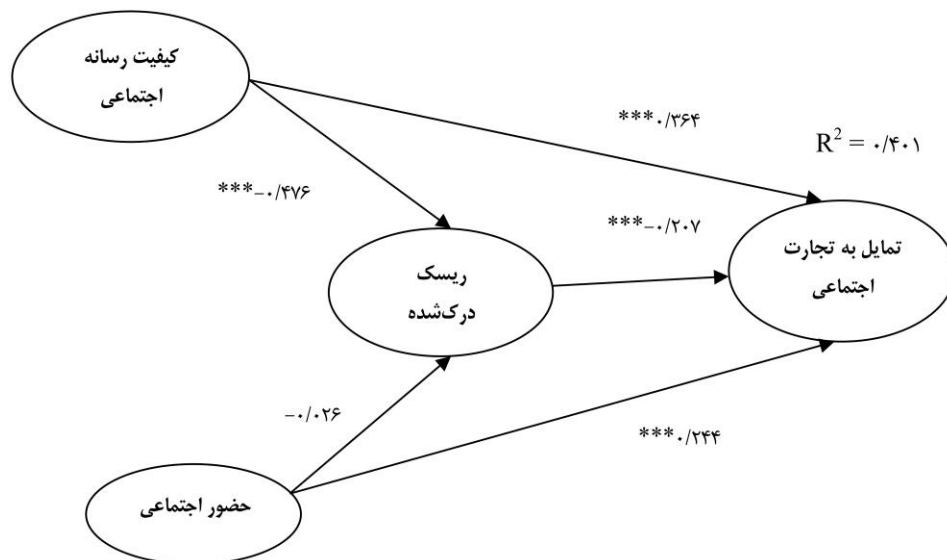 کیفیت رسانه
اجتماعی
***۰/۳۶۴
R² = ۰/۴۰۱
***-۰/۴۷۶
***-۰/۲۰۷
تمایل به تجارت
اجتماعی
ریسک
درک‌شده
-۰/۰۲۶
***۰/۲۴۴
حضور اجتماعی